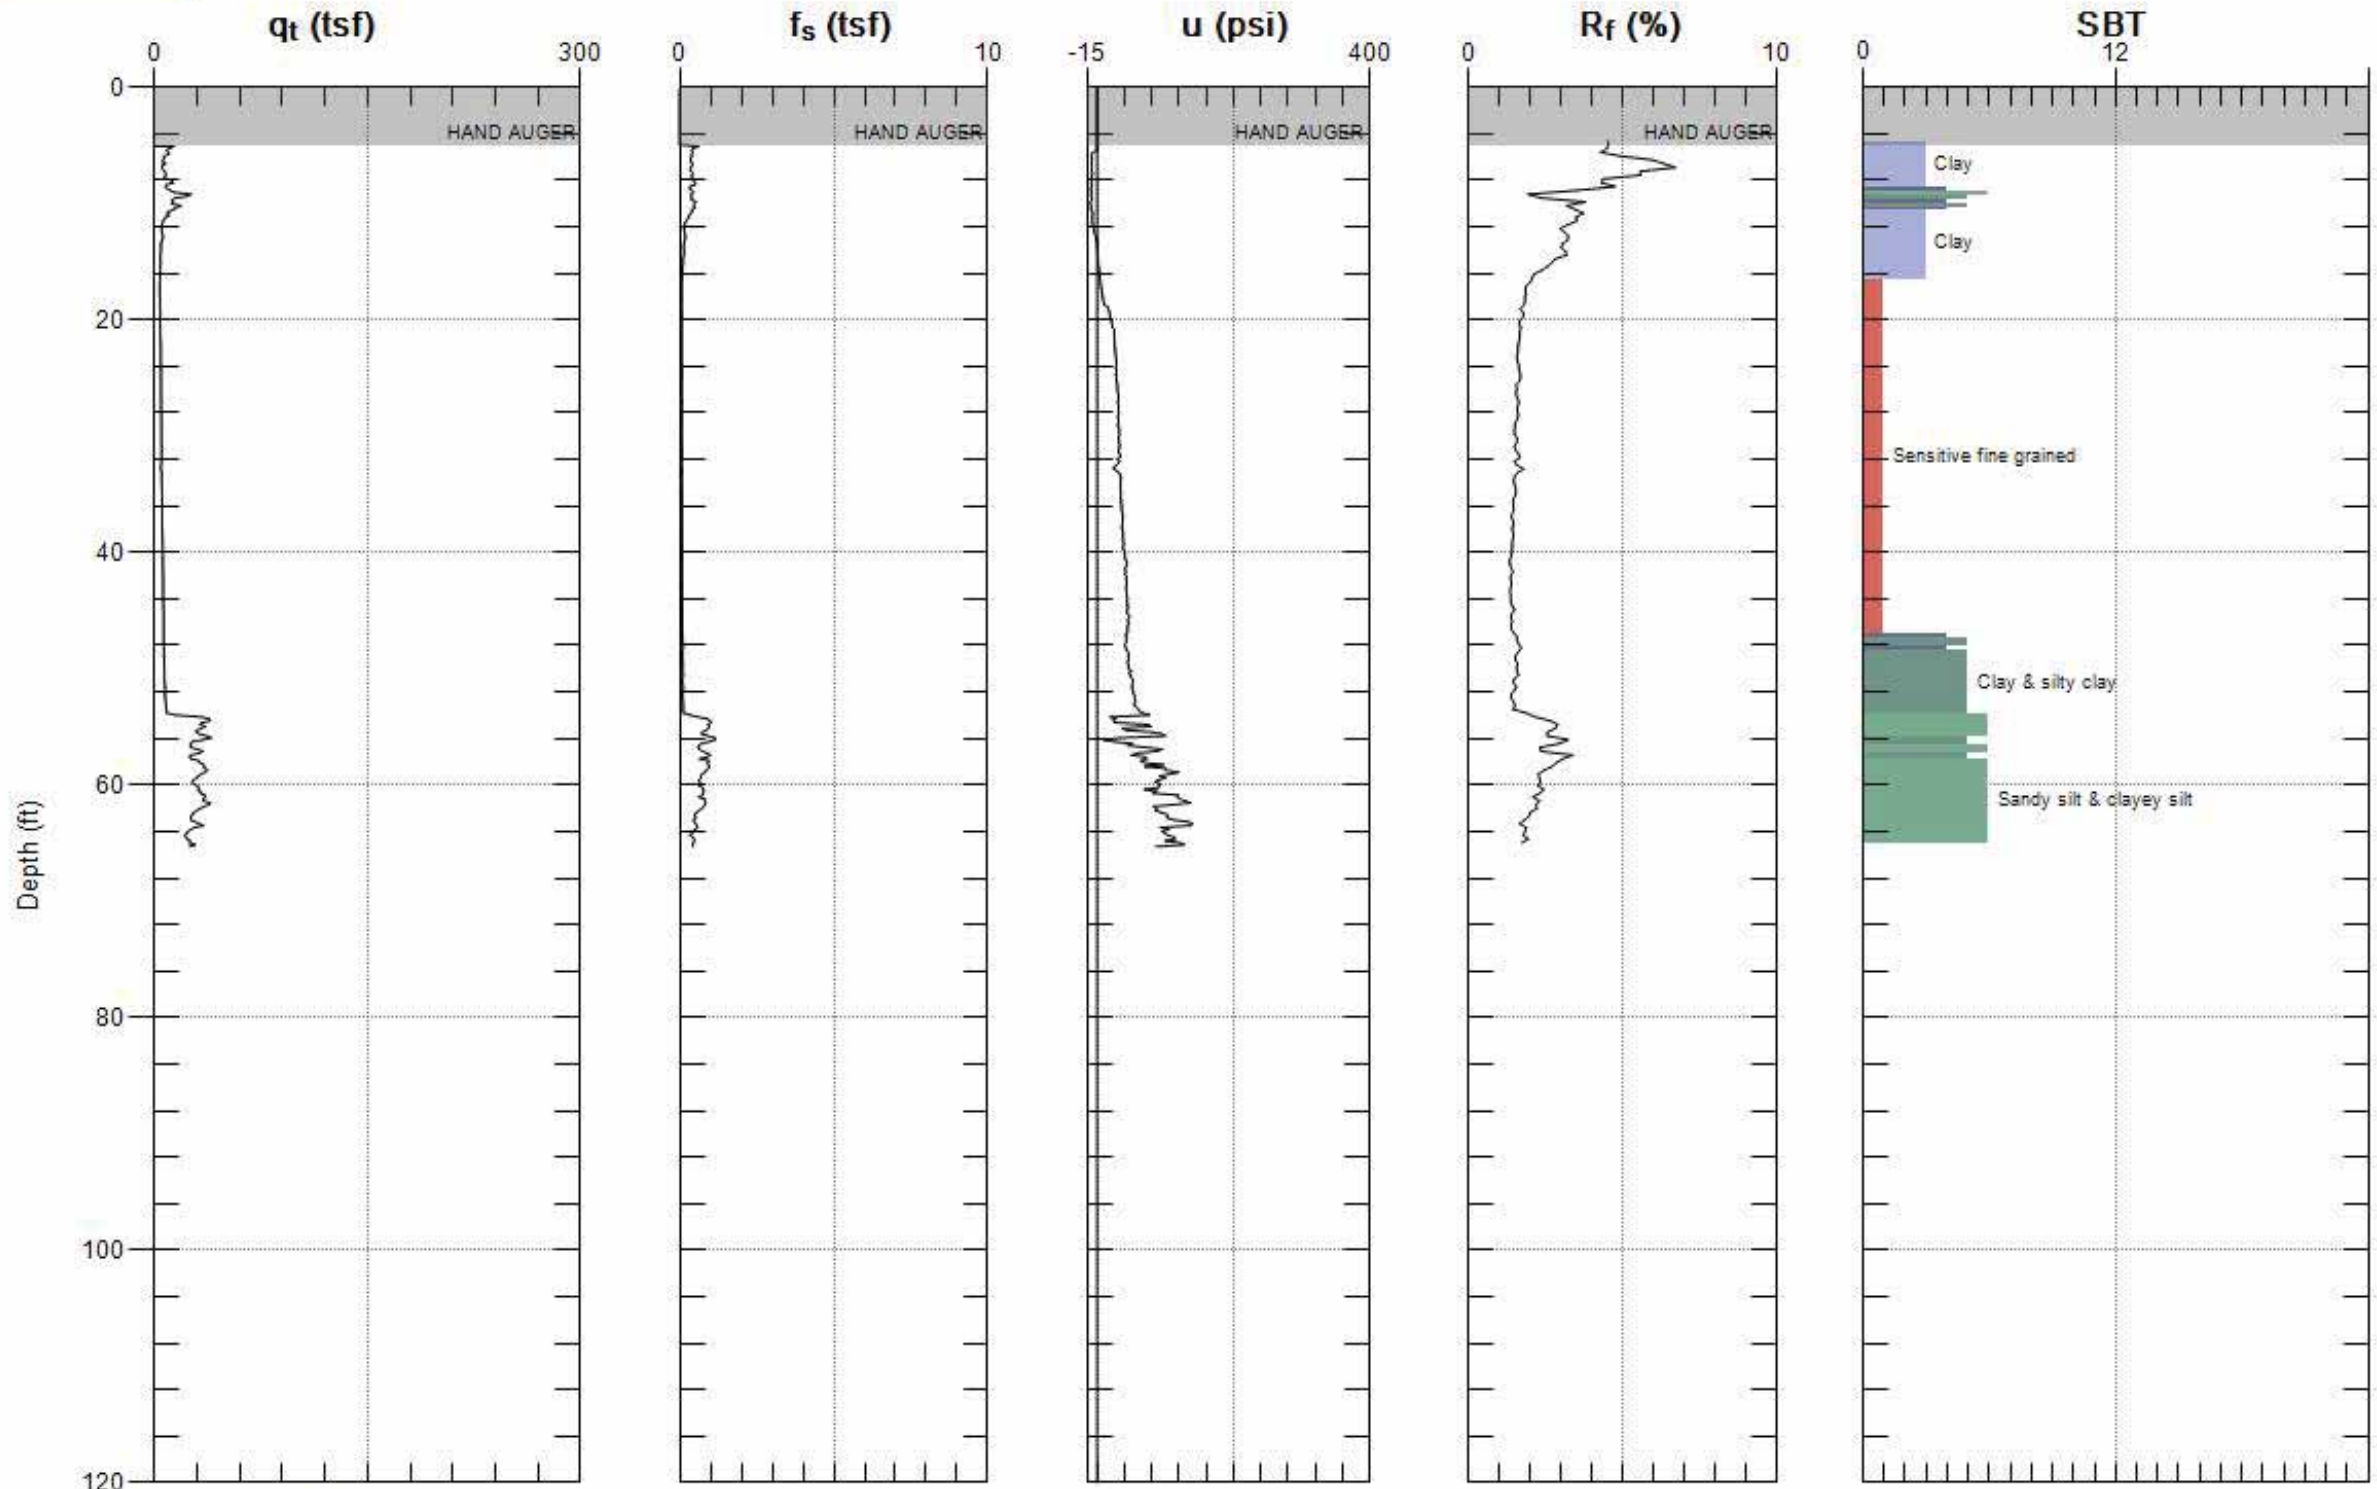 qt (tsf) fs (tsf) u (psi) Rf (%) SBT
0 300 0 10 -15 400 0 10 0 12
0
HAND AUGER HAND AUGER HAND AUGER HAND AUGER
Clay
Clay
20
Sensitive fine grained
40
Clay & silty clay
60
Sandy silt & clayey silt
Depth (ft)
80
100
120